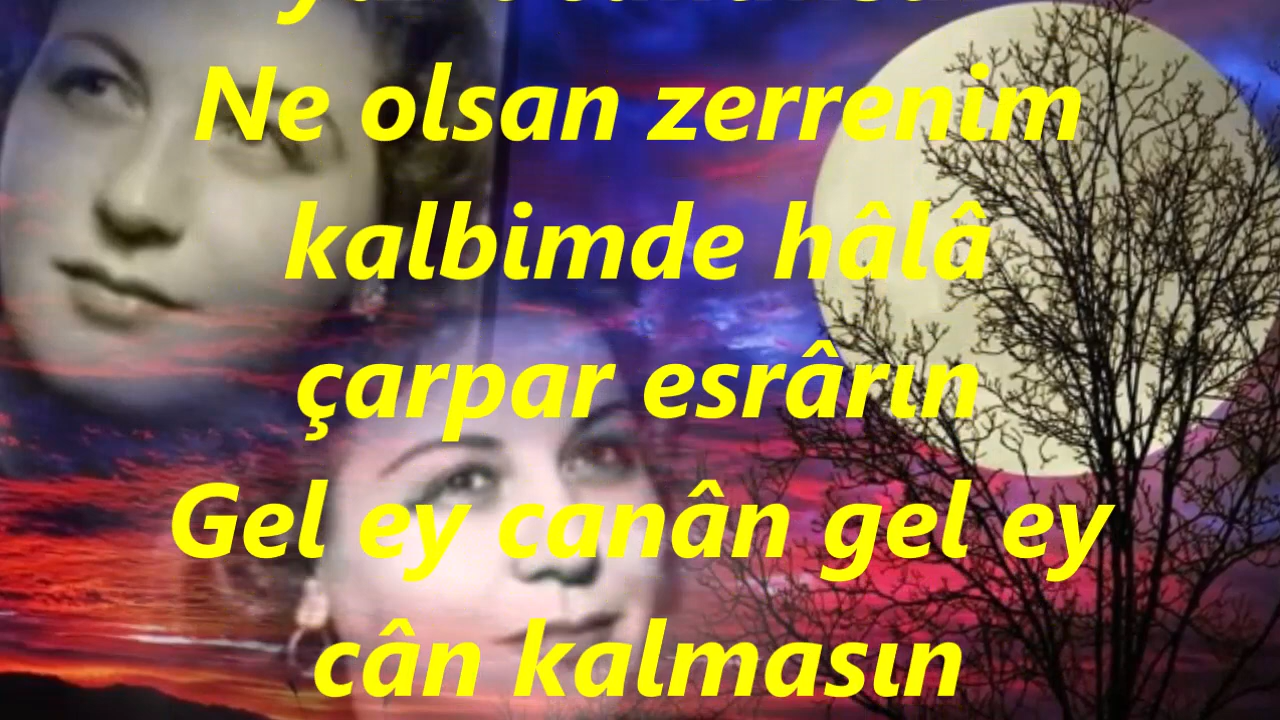 Ne olsan zerrenim
kalbimde hâlâ
çarpar esrârın
Gel ey canân gel ey
cân kalmasın